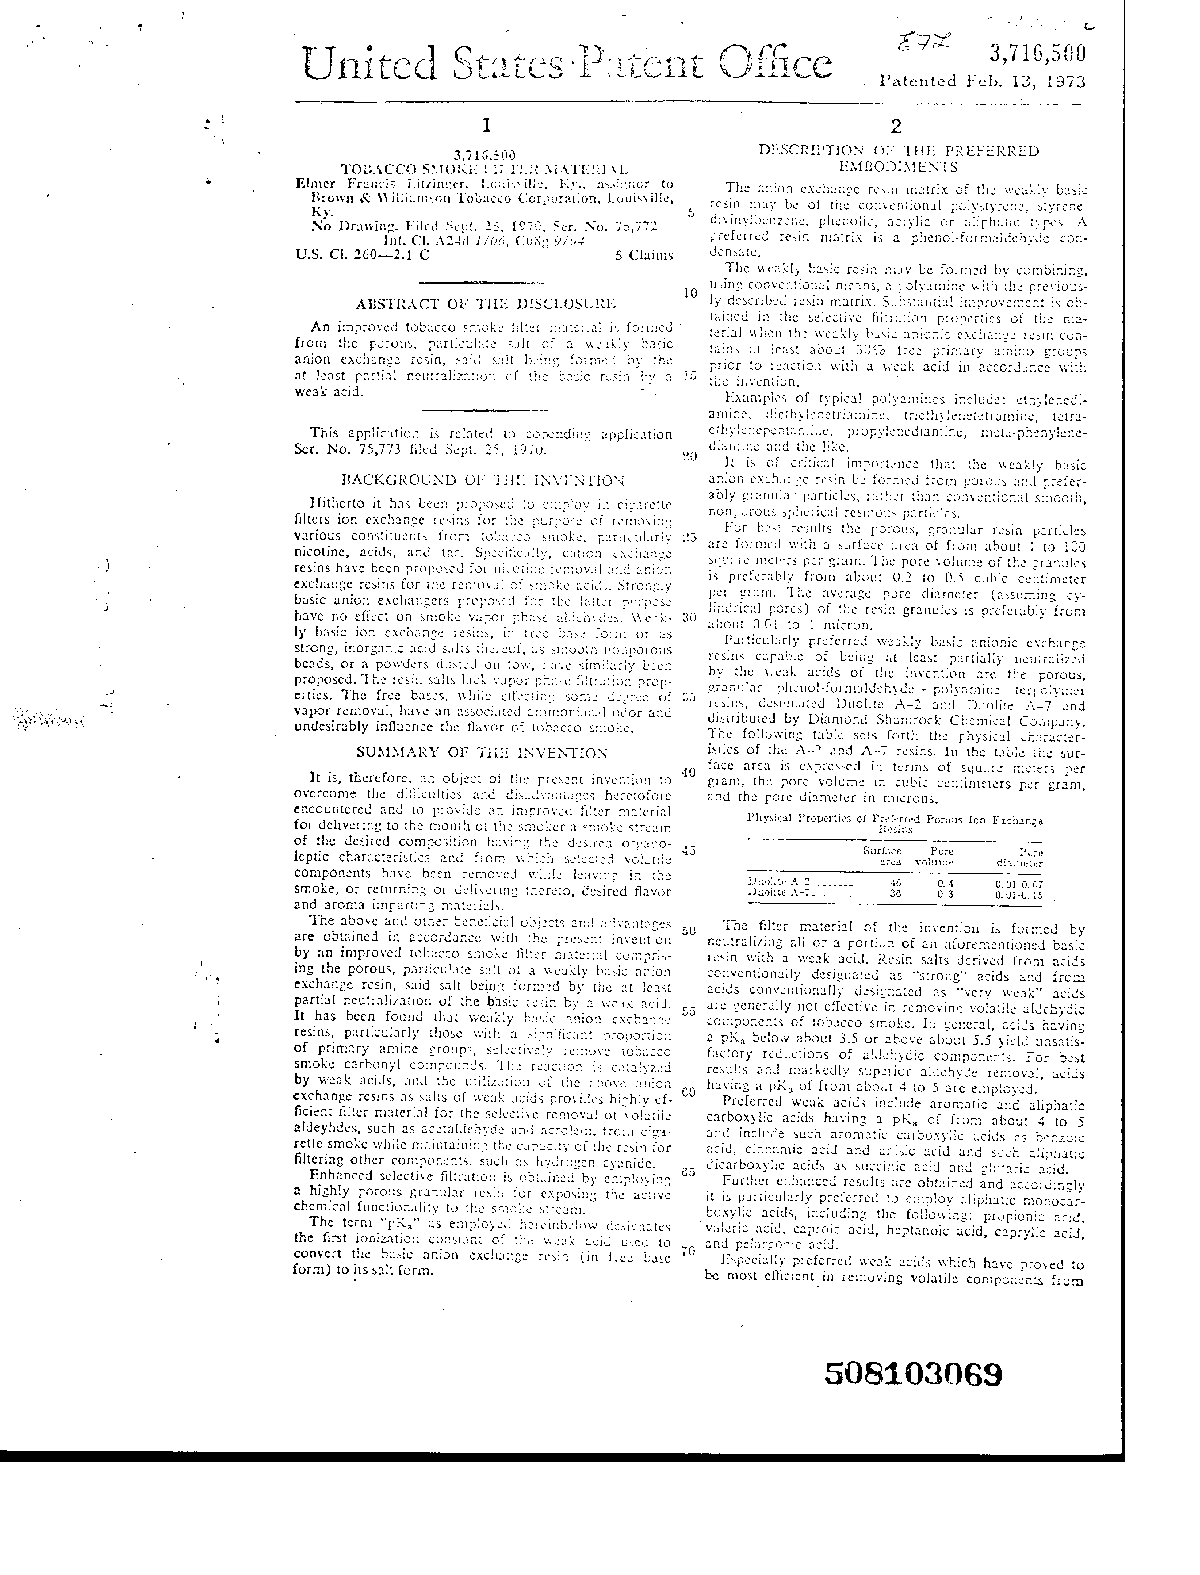 872
3,716,500
United States Patent Office
Patented Feb. 13, 1973
1
3,716,500
TOBACCO SMOKE FILTER MATERIAL
Elmer Francis Litzinger, Louisville, Ky., assignor to
Brown & Williamson Tobacco Corporation, Louisville,
Ky.
No Drawing. Filed Sept. 25, 1970, Ser. No. 75,772
Int. Cl. A24d
U.S. Cl. 260—2.1 C 5 Claims
ABSTRACT OF THE DISCLOSURE
An improved tobacco smoke filter material is formed
from the porous, particulate salt of a weakly basic
anion exchange resin, said salt being formed by the
at least partial neutralization of the basic resin by a
weak acid.
This application is related to copending application
Ser. No. 75,773 filed Sept. 25, 1970.
BACKGROUND OF THE INVENTION
Hitherto it has been proposed to employ in cigarette
filters ion exchange resins for the purpose of removing
various constituents from tobacco smoke, particularly
nicotine, acids, and tar. Specifically, cation exchange
resins have been proposed for nicotine removal and anion
exchange resins for the removal of smoke acids. Strongly
basic anion exchangers proposed for the latter purpose
have no effect on smoke vapor phase aldehydes. Weak-
ly basic ion exchange resins, in free base form or as
strong, inorganic acid salts thereof, as smooth nonporous
beads, or a powders dusted on tow, have similarly been
proposed. The resin salts lack vapor phase filtration prop-
erties. The free bases, while effecting some degree of
vapor removal, have an associated ammoniacal odor and
undesirably influence the flavor of tobacco smoke.
SUMMARY OF THE INVENTION
It is, therefore, an object of the present invention to
overcome the difficulties and disadvantages heretofore
encountered and to provide an improved filter material
for delivering to the mouth of the smoker a smoke stream
of the desired composition having the desired organo-
leptic characteristics and from which selected volatile
components have been removed while leaving in the
smoke, or returning or delivering thereto, desired flavor
and aroma imparting materials.
The above and other beneficial objects and advantages
are obtained in accordance with the present invention
by an improved tobacco smoke filter material compris-
ing the porous, particulate salt of a weakly basic anion
exchange resin, said salt being formed by the at least
partial neutralization of the basic resin by a weak acid.
It has been found that weakly basic anion exchange
resins, particularly those with a significant proportion
of primary amine groups, selectively remove tobacco
smoke carbonyl compounds. The reaction is catalyzed
by weak acids, and the utilization of the above anion
exchange resins as salts of weak acids provides highly ef-
ficient filter material for the selective removal of volatile
aldeyhdes, such as acetaldehyde and acrolein, from ciga-
rette smoke while maintaining the capacity of the resin for
filtering other components, such as hydrogen cyanide.
Enhanced selective filtration is obtained by employing
a highly porous granular resin for exposing the active
chemical functionality to the smoke stream.
The term "pKa" as employed hereinbelow designates
the first ionization constant of the weak acid used to
convert the basic anion exchange resin (in free base
form) to its salt form.
5
10
15
20
25
30
35
40
45
50
55
60
65
70
2
DESCRIPTION OF THE PREFERRED
EMBODIMENTS
The anion exchange resin matrix of the weakly basic
resin may be of the conventional polystyrene, styrene
divinylbenzene, phenolic, acrylic or aliphatic types. A
preferred resin matrix is a phenol-formaldehyde con-
densate.
The weakly basic resin may be formed by combining,
using conventional means, a polyamine with the previous-
ly described resin matrix. Substantial improvement is ob-
tained in the selective filtration properties of the ma-
terial when the weakly basic anionic exchange resin con-
tains at least about free primary amino groups
prior to reaction with a weak acid in accordance with
the invention.
Examples of typical polyamines include: ethylenedi-
amine, diethylenetriamine, triethylenetetramine, tetra-
ethylenepentamine, propylenediamine, meta-phenylene-
diamine and the like.
It is of critical importance that the weakly basic
anion exchange resin be formed from porous and prefer-
ably granular particles, rather than conventional smooth,
nonporous spherical resinous particles.
For best results the porous, granular resin particles
are formed with a surface area of from about 1 to 100
square meters per gram. The pore volume of the granules
is preferably from about 0.2 to 0.5 cubic centimeter
per gram. The average pore diameter (assuming cy-
lindrical pores) of the resin granules is preferably from
about 0.01 to 1 micron.
Particularly preferred weakly basic anionic exchange
resins capable of being at least partially neutralized
by the weak acids of the invention are the porous,
granular phenol-formaldehyde - polyamine terpolymer
resins, designated Duolite A-2 and Duolite A-7 and
distributed by Diamond Shamrock Chemical Company.
The following table sets forth the physical character-
istics of the A-2 and A-7 resins. In the table the sur-
face area is expressed in terms of square meters per
gram, the pore volume in cubic centimeters per gram,
and the pore diameter in microns.
Physical Properties of Preferred Porous Ion Exchange
Resins
Surface Pore Pore
area volume diameter
Duolite A-2 46 0.4 0.01-0.07
Duolite A-7 36 0.3 0.01-0.15
The filter material of the invention is formed by
neutralizing all or a portion of an aforementioned basic
resin with a weak acid. Resin salts derived from acids
conventionally designated as "strong" acids and from
acids conventionally designated as "very weak" acids
are generally not effective in removing volatile aldehydic
components of tobacco smoke. In general, acids having
a pKa below about 3.5 or above about 5.5 yield unsatis-
factory reductions of aldehydic components. For best
results and markedly superior aldehyde removal, acids
having a pKa of from about 4 to 5 are employed.
Preferred weak acids include aromatic and aliphatic
carboxylic acids having a pKa of from about 4 to 5
and include such aromatic carboxylic acids as benzoic
acid, cinnamic acid and anisic acid and such aliphatic
dicarboxylic acids as succinic acid and glutaric acid.
Further enhanced results are obtained and accordingly
it is particularly preferred to employ aliphatic monocar-
boxylic acids, including the following: propionic acid,
valeric acid, caproic acid, heptanoic acid, caprylic acid,
and pelargonic acid.
Especially preferred weak acids which have proved to
be most efficient in removing volatile components from
508103069